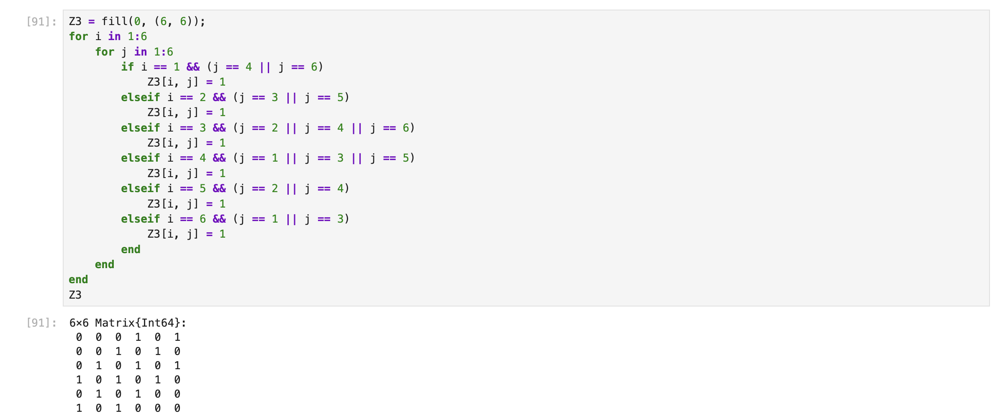 [91]: Z3 = fill(0, (6, 6));
for i in 1:6
    for j in 1:6
        if i == 1 && (j == 4 || j == 6)
            Z3[i, j] = 1
        elseif i == 2 && (j == 3 || j == 5)
            Z3[i, j] = 1
        elseif i == 3 && (j == 2 || j == 4 || j == 6)
            Z3[i, j] = 1
        elseif i == 4 && (j == 1 || j == 3 || j == 5)
            Z3[i, j] = 1
        elseif i == 5 && (j == 2 || j == 4)
            Z3[i, j] = 1
        elseif i == 6 && (j == 1 || j == 3)
            Z3[i, j] = 1
        end
    end
end
Z3
[91]: 6×6 Matrix{Int64}:
 0  0  0  1  0  1
 0  0  1  0  1  0
 0  1  0  1  0  1
 1  0  1  0  1  0
 0  1  0  1  0  0
 1  0  1  0  0  0